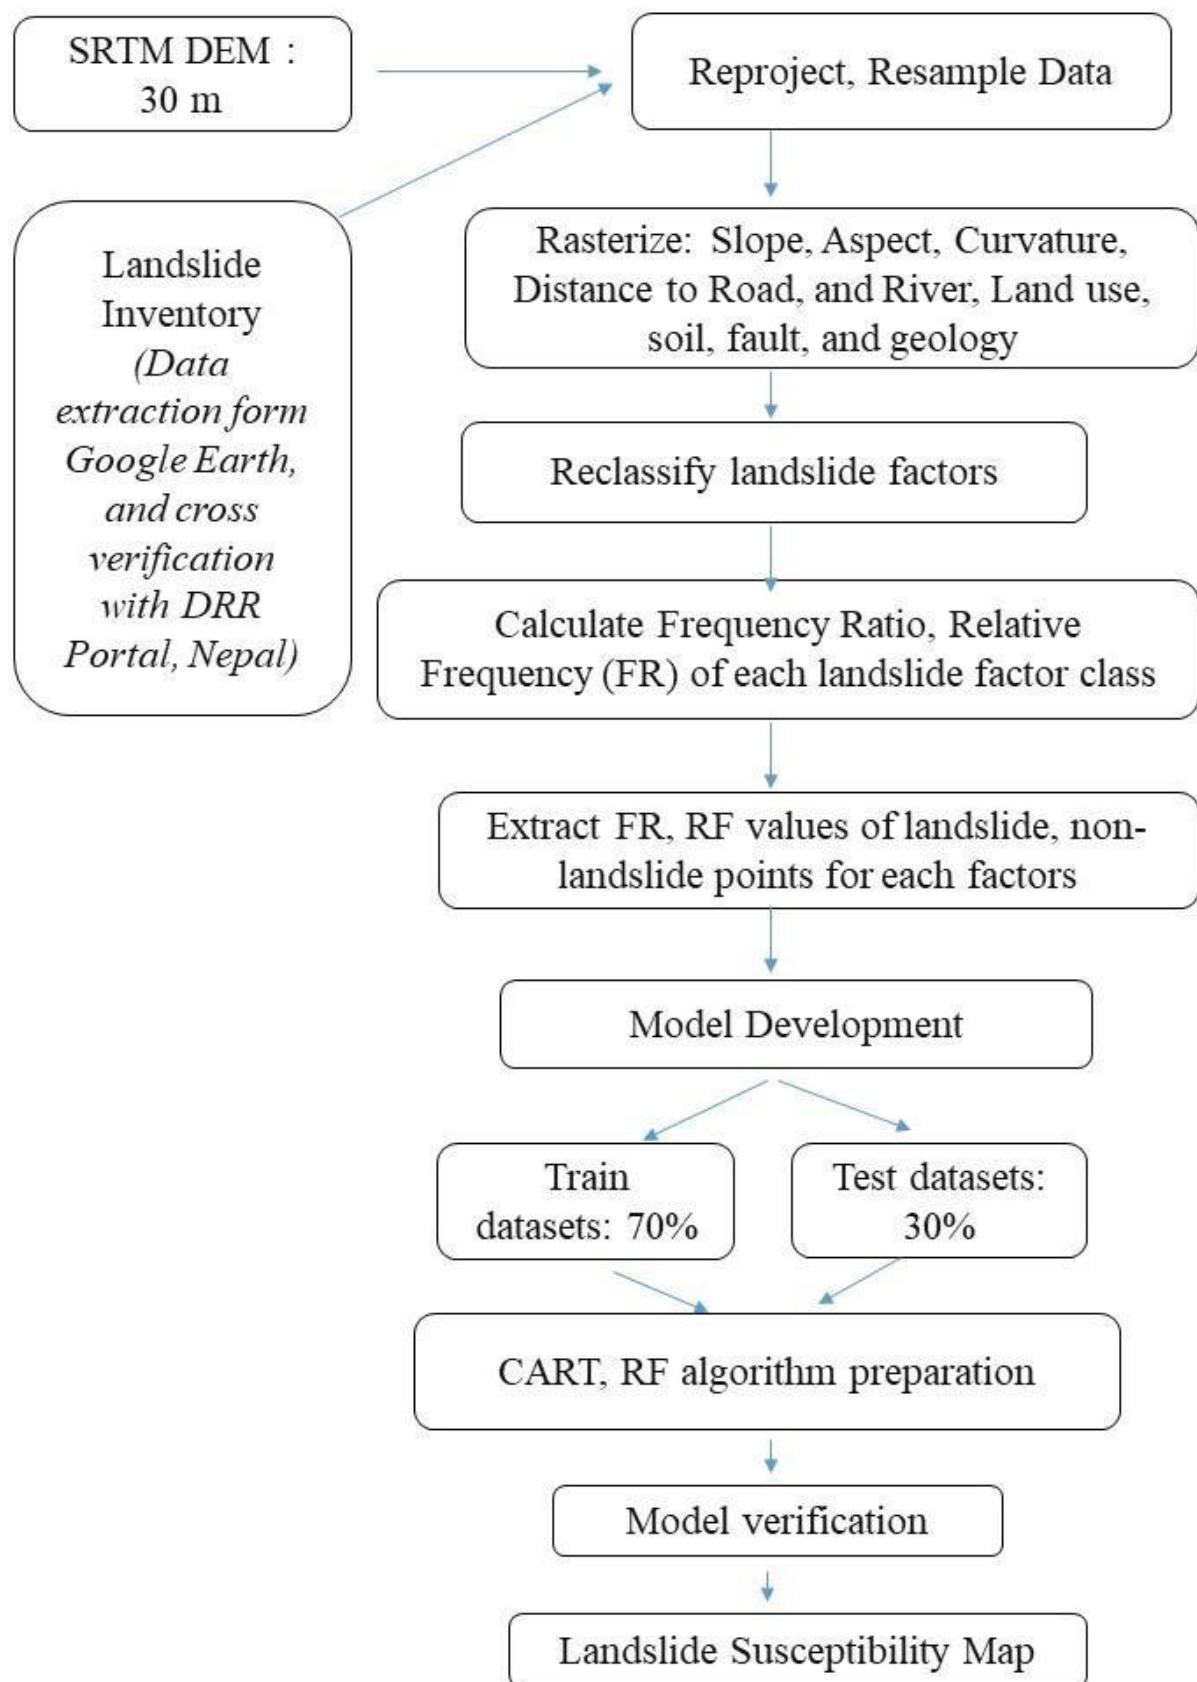 SRTM DEM :
30 m
Reproject, Resample Data
Landslide
Inventory
(Data
extraction form
Google Earth,
and cross
verification
with DRR
Portal, Nepal)
Rasterize: Slope, Aspect, Curvature,
Distance to Road, and River, Land use,
soil, fault, and geology
Reclassify landslide factors
Calculate Frequency Ratio, Relative
Frequency (FR) of each landslide factor class
Extract FR, RF values of landslide, non-
landslide points for each factors
Model Development
Train
datasets: 70%
Test datasets:
30%
CART, RF algorithm preparation
Model verification
Landslide Susceptibility Map